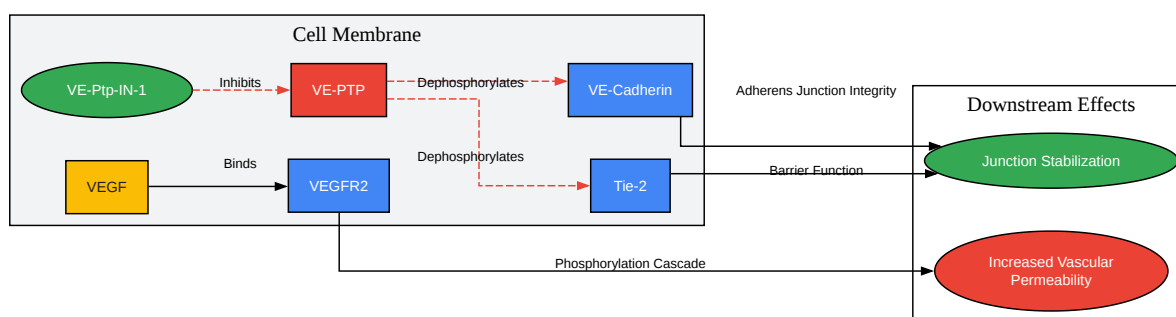 Cell Membrane
VE-Ptp-IN-1
Inhibits
VE-PTP
Dephosphorylates
VE-Cadherin
Adherens Junction Integrity
Downstream Effects
Junction Stabilization
VEGF
Binds
VEGFR2
Dephosphorylates
Tie-2
Barrier Function
Phosphorylation Cascade
Increased Vascular
Permeability